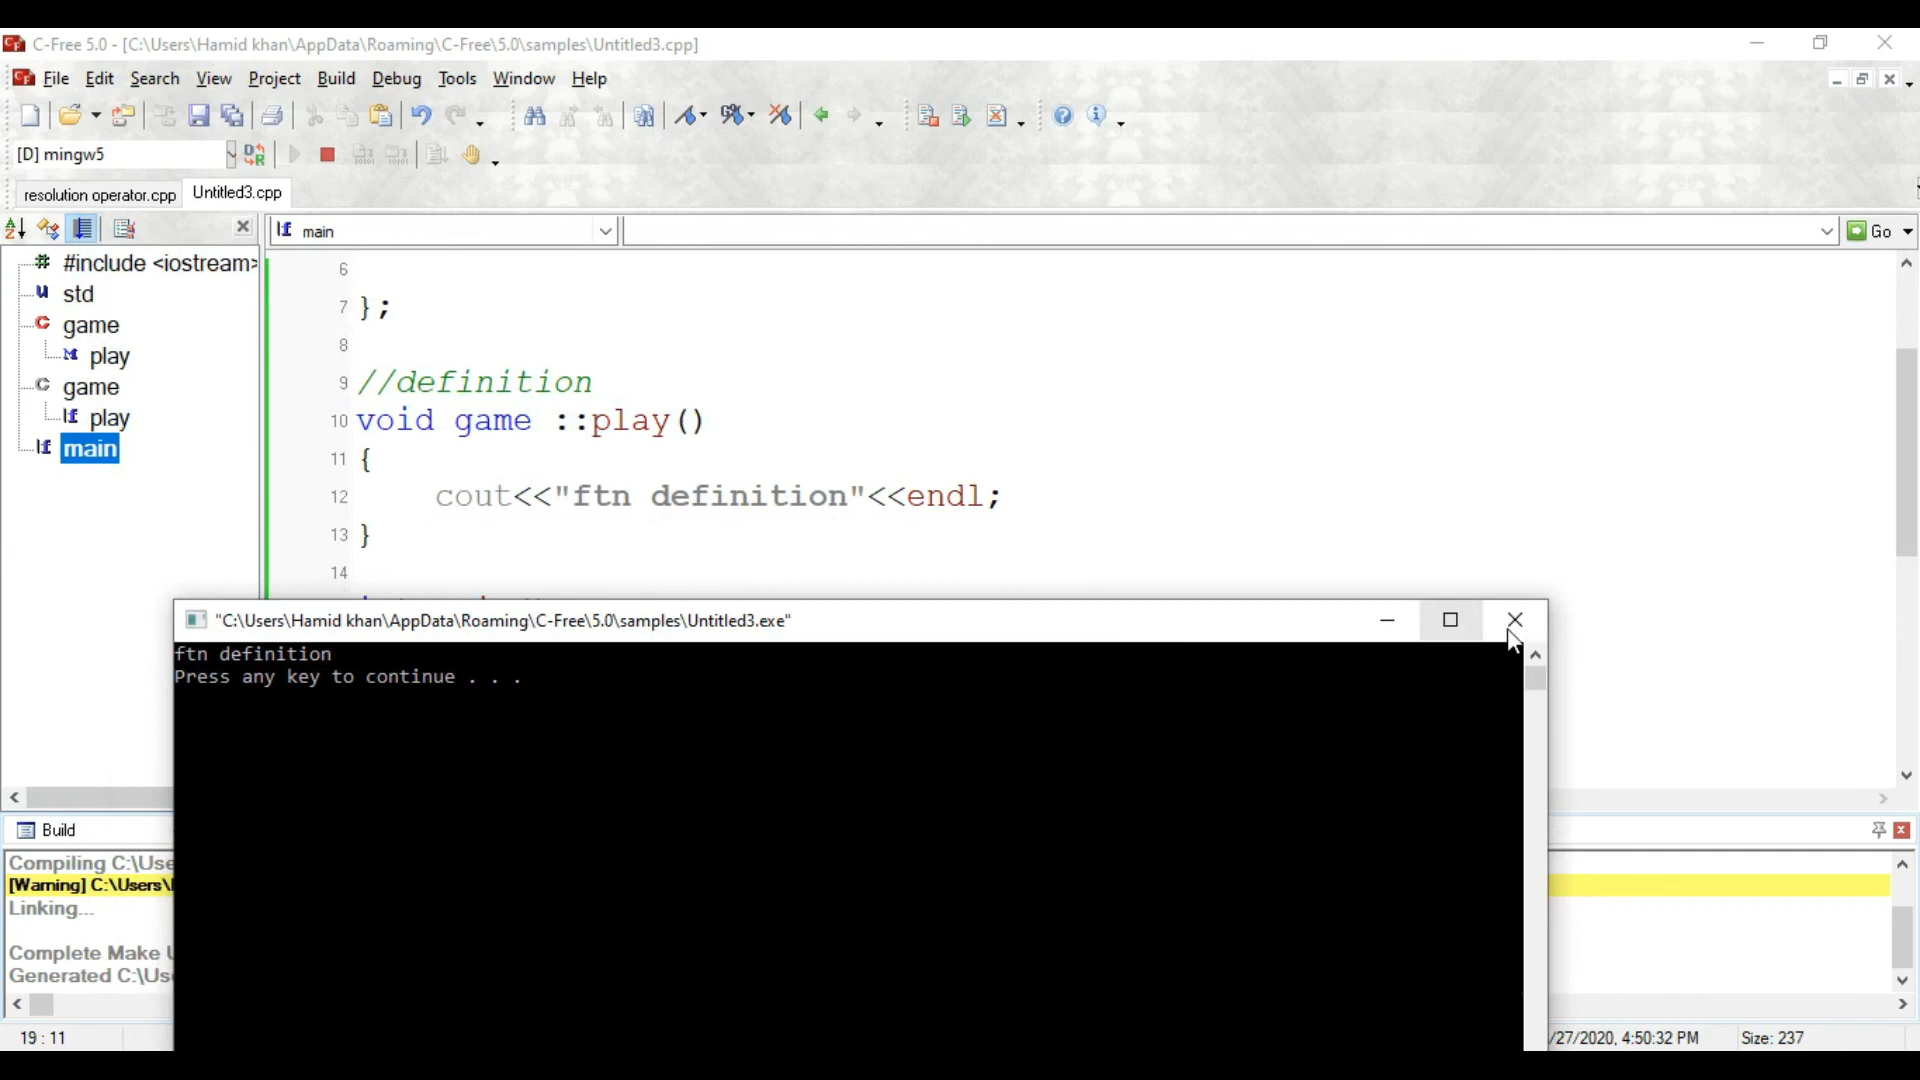 C-Free 5.0 - [C:\Users\Hamid khan\AppData\Roaming\C-Free\5.0\samples\Untitled3.cpp]
File Edit Search View Project Build Debug Tools Window Help
[D] mingw5
resolution operator.cpp Untitled3.cpp
main
Go
#include <iostream>
std
game
play
game
play
main
6
7 };
8
9 //definition
10 void game ::play()
11 {
12 cout<<"ftn definition"<<endl;
13 }
14
"C:\Users\Hamid khan\AppData\Roaming\C-Free\5.0\samples\Untitled3.exe"
ftn definition
Press any key to continue . . .
Build
Compiling C:\Use
[Warning] C:\Users\
Linking...
Complete Make
Generated C:\Us
19 : 11
/27/2020, 4:50:32 PM Size: 237